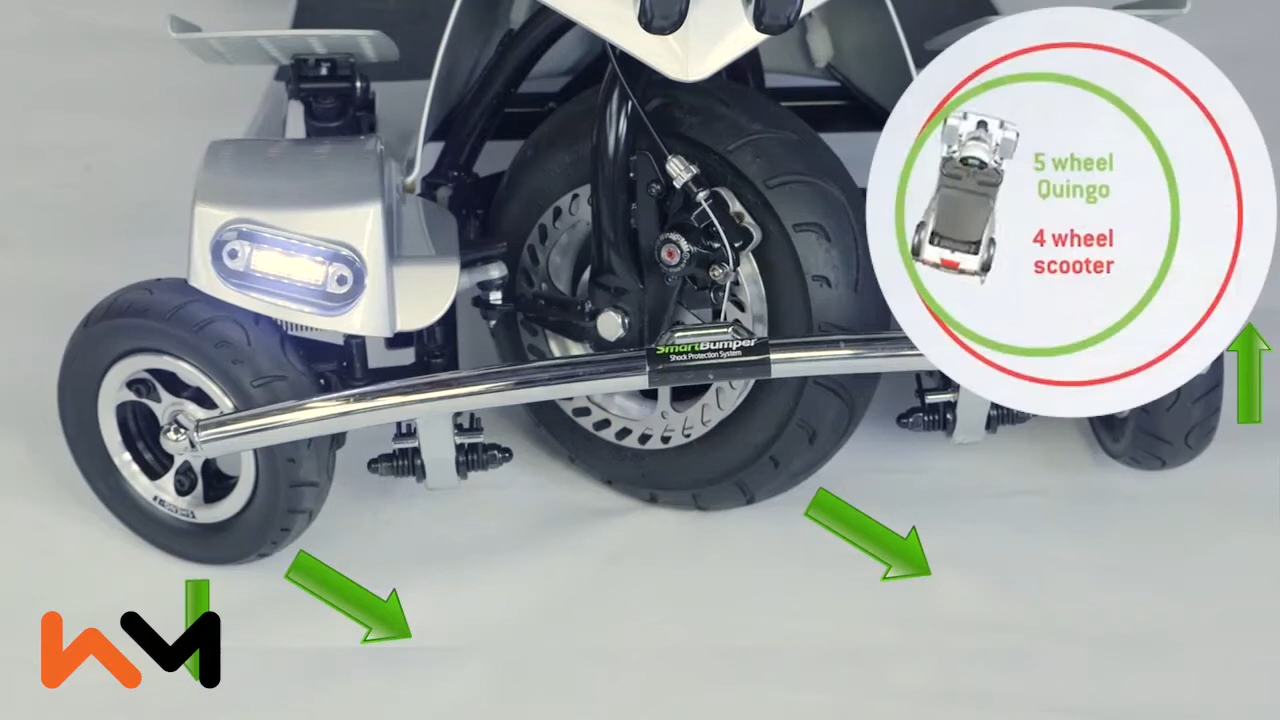 5 wheel
Quingo
4 wheel
scooter
SmartBumper
Shock Protection System